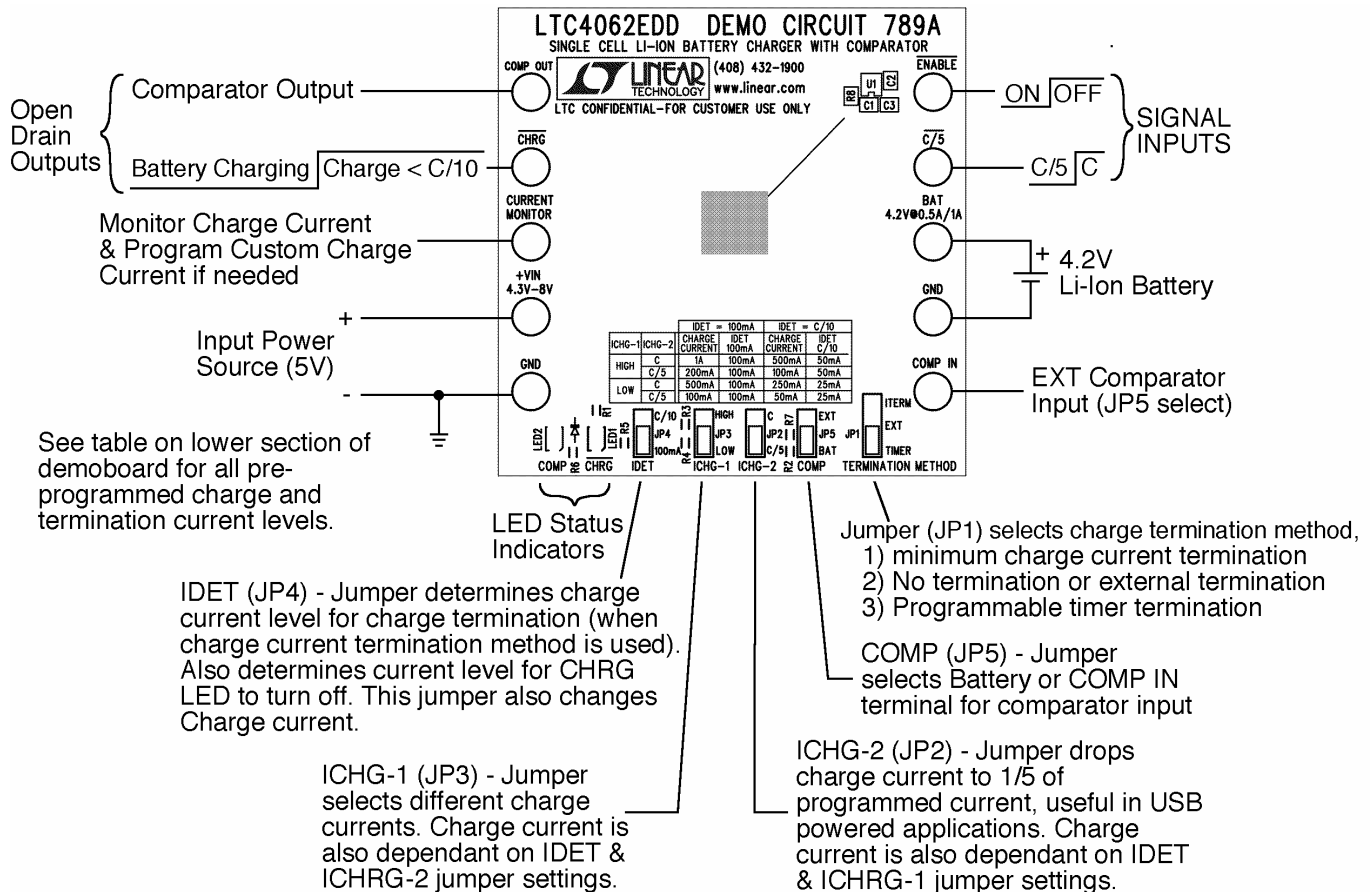 LTC4062EDD DEMO CIRCUIT 789A
SINGLE CELL LI-ION BATTERY CHARGER WITH COMPARATOR
LINEAR
TECHNOLOGY
(408) 432-1900
www.linear.com
LTC CONFIDENTIAL-FOR CUSTOMER USE ONLY
COMP OUT
ENABLE
U1
C2
R8
C1
C3
Open
Drain
Outputs
Comparator Output
ON OFF
SIGNAL
INPUTS
CHRG
C/5
Battery Charging Charge < C/10
C/5 C
Monitor Charge Current
& Program Custom Charge
Current if needed
CURRENT
MONITOR
BAT
4.2V@0.5A/1A
+ 4.2V
Li-Ion Battery
+VIN
4.3V-8V
GND
+
Input Power
Source (5V)
-
GND
COMP IN
EXT Comparator
Input (JP5 select)
IDET = 100mA IDET = C/10
ICHG-1 ICHG-2 CHARGE CURRENT IDET 100mA CHARGE CURRENT IDET C/10
HIGH C 1A 100mA 500mA 50mA
C/5 200mA 100mA 100mA 50mA
LOW C 500mA 100mA 250mA 25mA
C/5 100mA 100mA 50mA 25mA
See table on lower section of
demoboard for all pre-
programmed charge and
termination current levels.
LED2
COMP
R6
R1
LED1
CHRG
R5
C/10
JP4
100mA
IDET
R3
R4
HIGH
JP3
LOW
ICHG-1
C
JP2
C/5
ICHG-2
R7
R2
EXT
JP5
BAT
COMP
JP1
ITERM
EXT
TIMER
TERMINATION METHOD
LED Status
Indicators
Jumper (JP1) selects charge termination method,
1) minimum charge current termination
2) No termination or external termination
3) Programmable timer termination
IDET (JP4) - Jumper determines charge
current level for charge termination (when
charge current termination method is used).
Also determines current level for CHRG
LED to turn off. This jumper also changes
Charge current.
COMP (JP5) - Jumper
selects Battery or COMP IN
terminal for comparator input
ICHG-1 (JP3) - Jumper
selects different charge
currents. Charge current is
also dependant on IDET &
ICHRG-2 jumper settings.
ICHG-2 (JP2) - Jumper drops
charge current to 1/5 of
programmed current, useful in USB
powered applications. Charge
current is also dependant on IDET
& ICHRG-1 jumper settings.